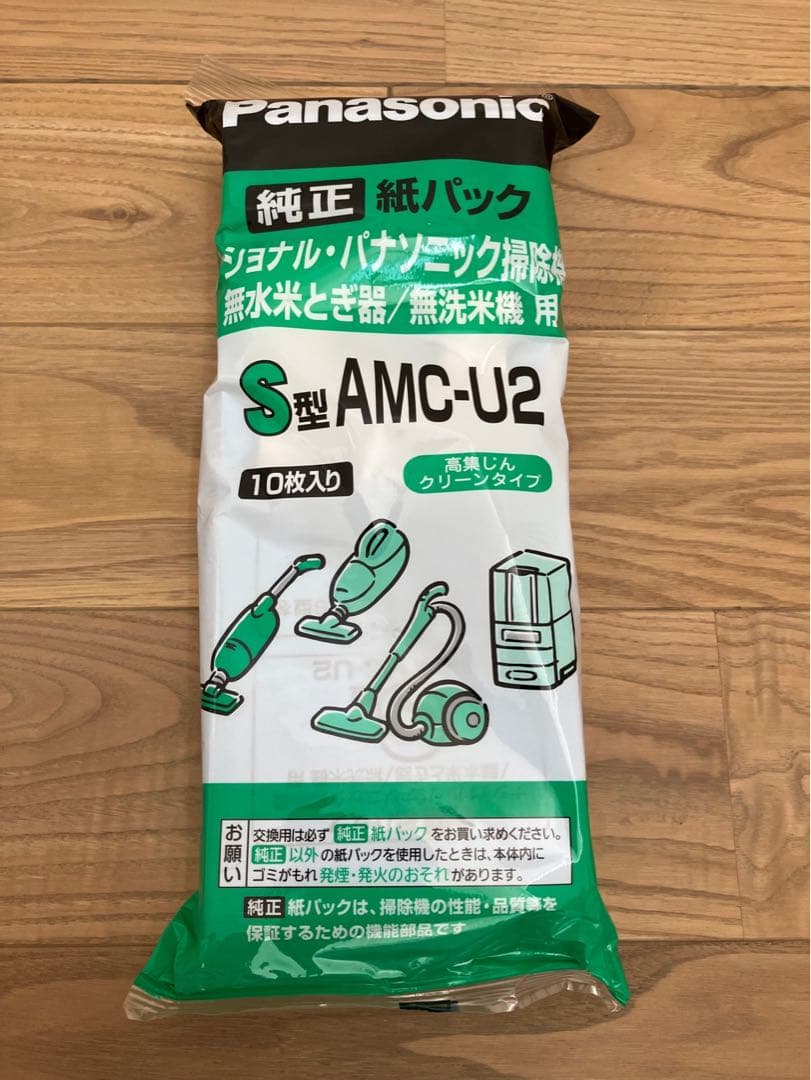 Panasonic
純正 紙パック
ショナル・パナソニック掃除機
無水米とぎ器/無洗米機 用
S型 AMC-U2
10枚入り
高集じん
クリーンタイプ
お願い
交換用は必ず 純正 紙パック をお買い求めください。
純正 以外 の紙パックを使用したときは、本体内に
ゴミがもれ 発煙・発火のおそれ があります。
純正 紙パックは、掃除機の性能・品質等を
保証するための機能部品です